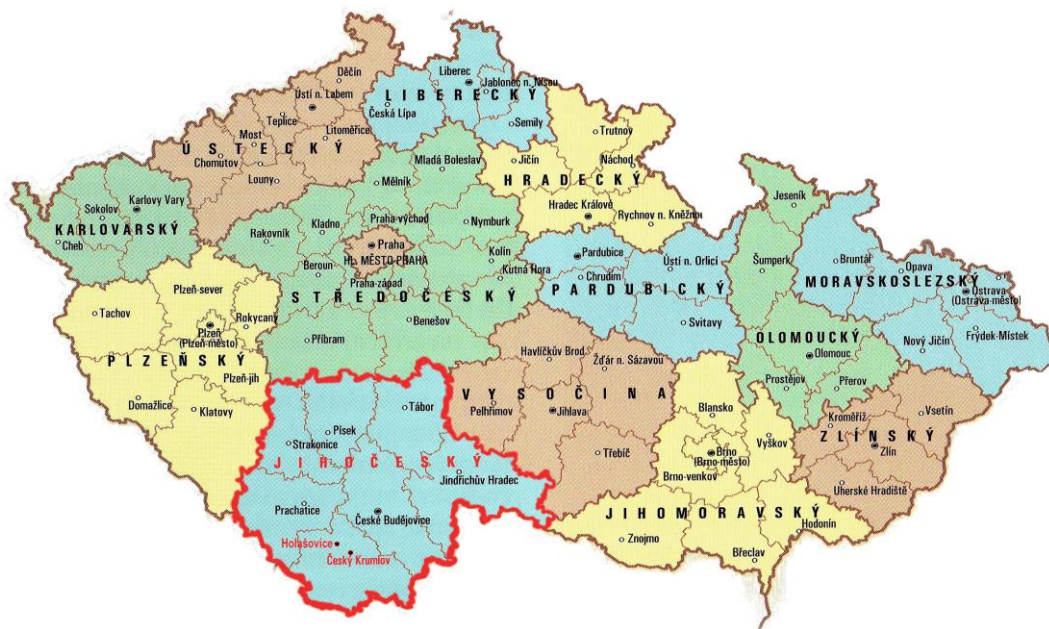 Děčín
Liberec
Ústí n. Labem
Jablonec n. Nisou
LIBERECKÝ
Teplice
Česká Lípa
Semily
Trutnov
Most
Litoměřice
ÚSTECKÝ
Chomutov
Mladá Boleslav
Jičín
Náchod
Louny
Mělník
HRADECKÝ
Jeseník
Karlovy Vary
Sokolov
Kladno
Praha-východ
Nymburk
Hradec Králové
Rychnov n. Kněžnou
KARLOVARSKÝ
Cheb
Rakovník
Praha
HL. MĚSTO PRAHA
Kolín
Pardubice
Beroun
Praha-západ
Kutná Hora
Chrudim
Ústí n. Orlicí
Šumperk
Bruntál
Opava
Plzeň-sever
STŘEDOČESKÝ
PARDUBICKÝ
MORAVSKOSLEZSKÝ
Ostrava
(Ostrava-město)
Tachov
Rokycany
Benešov
Svitavy
Plzeň
(Plzeň-město)
Příbram
OLOMOUCKÝ
Nový Jičín
Frýdek-Místek
PLZEŇSKÝ
Havlíčkův Brod
Žďár n. Sázavou
Olomouc
Plzeň-jih
VYSOČINA
Prostějov
Přerov
Domažlice
Klatovy
Tábor
Pelhřimov
Jihlava
Blansko
Kroměříž
Vsetín
Písek
Strakonice
Vyškov
ZLÍNSKÝ
JIHOČESKÝ
Třebíč
Brno
(Brno-město)
Zlín
Jindřichův Hradec
Brno-venkov
Uherské Hradiště
Prachatice
České Budějovice
JIHOMORAVSKÝ
Hodonín
Holašovice
Znojmo
Český Krumlov
Břeclav